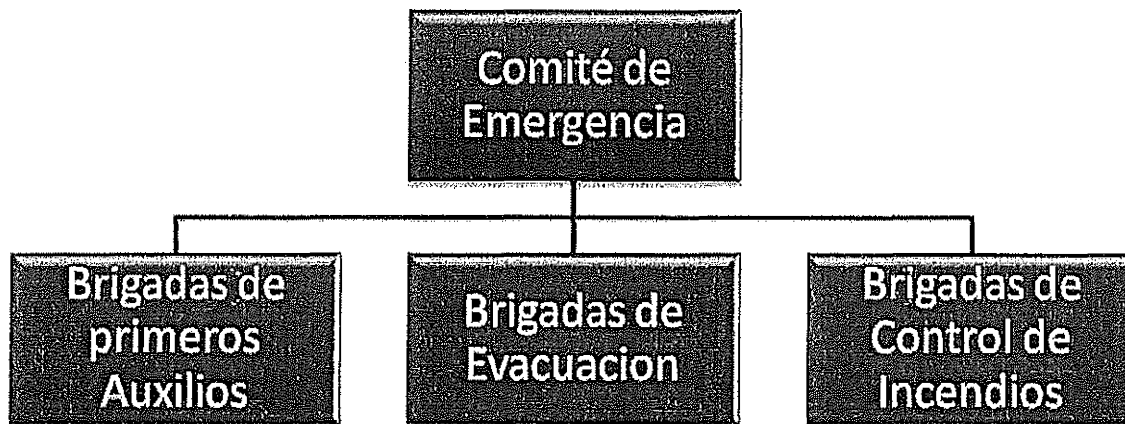 Comité de
Emergencia
Brigadas de
primeros
Auxilios
Brigadas de
Evacuacion
Brigadas de
Control de
Incendios